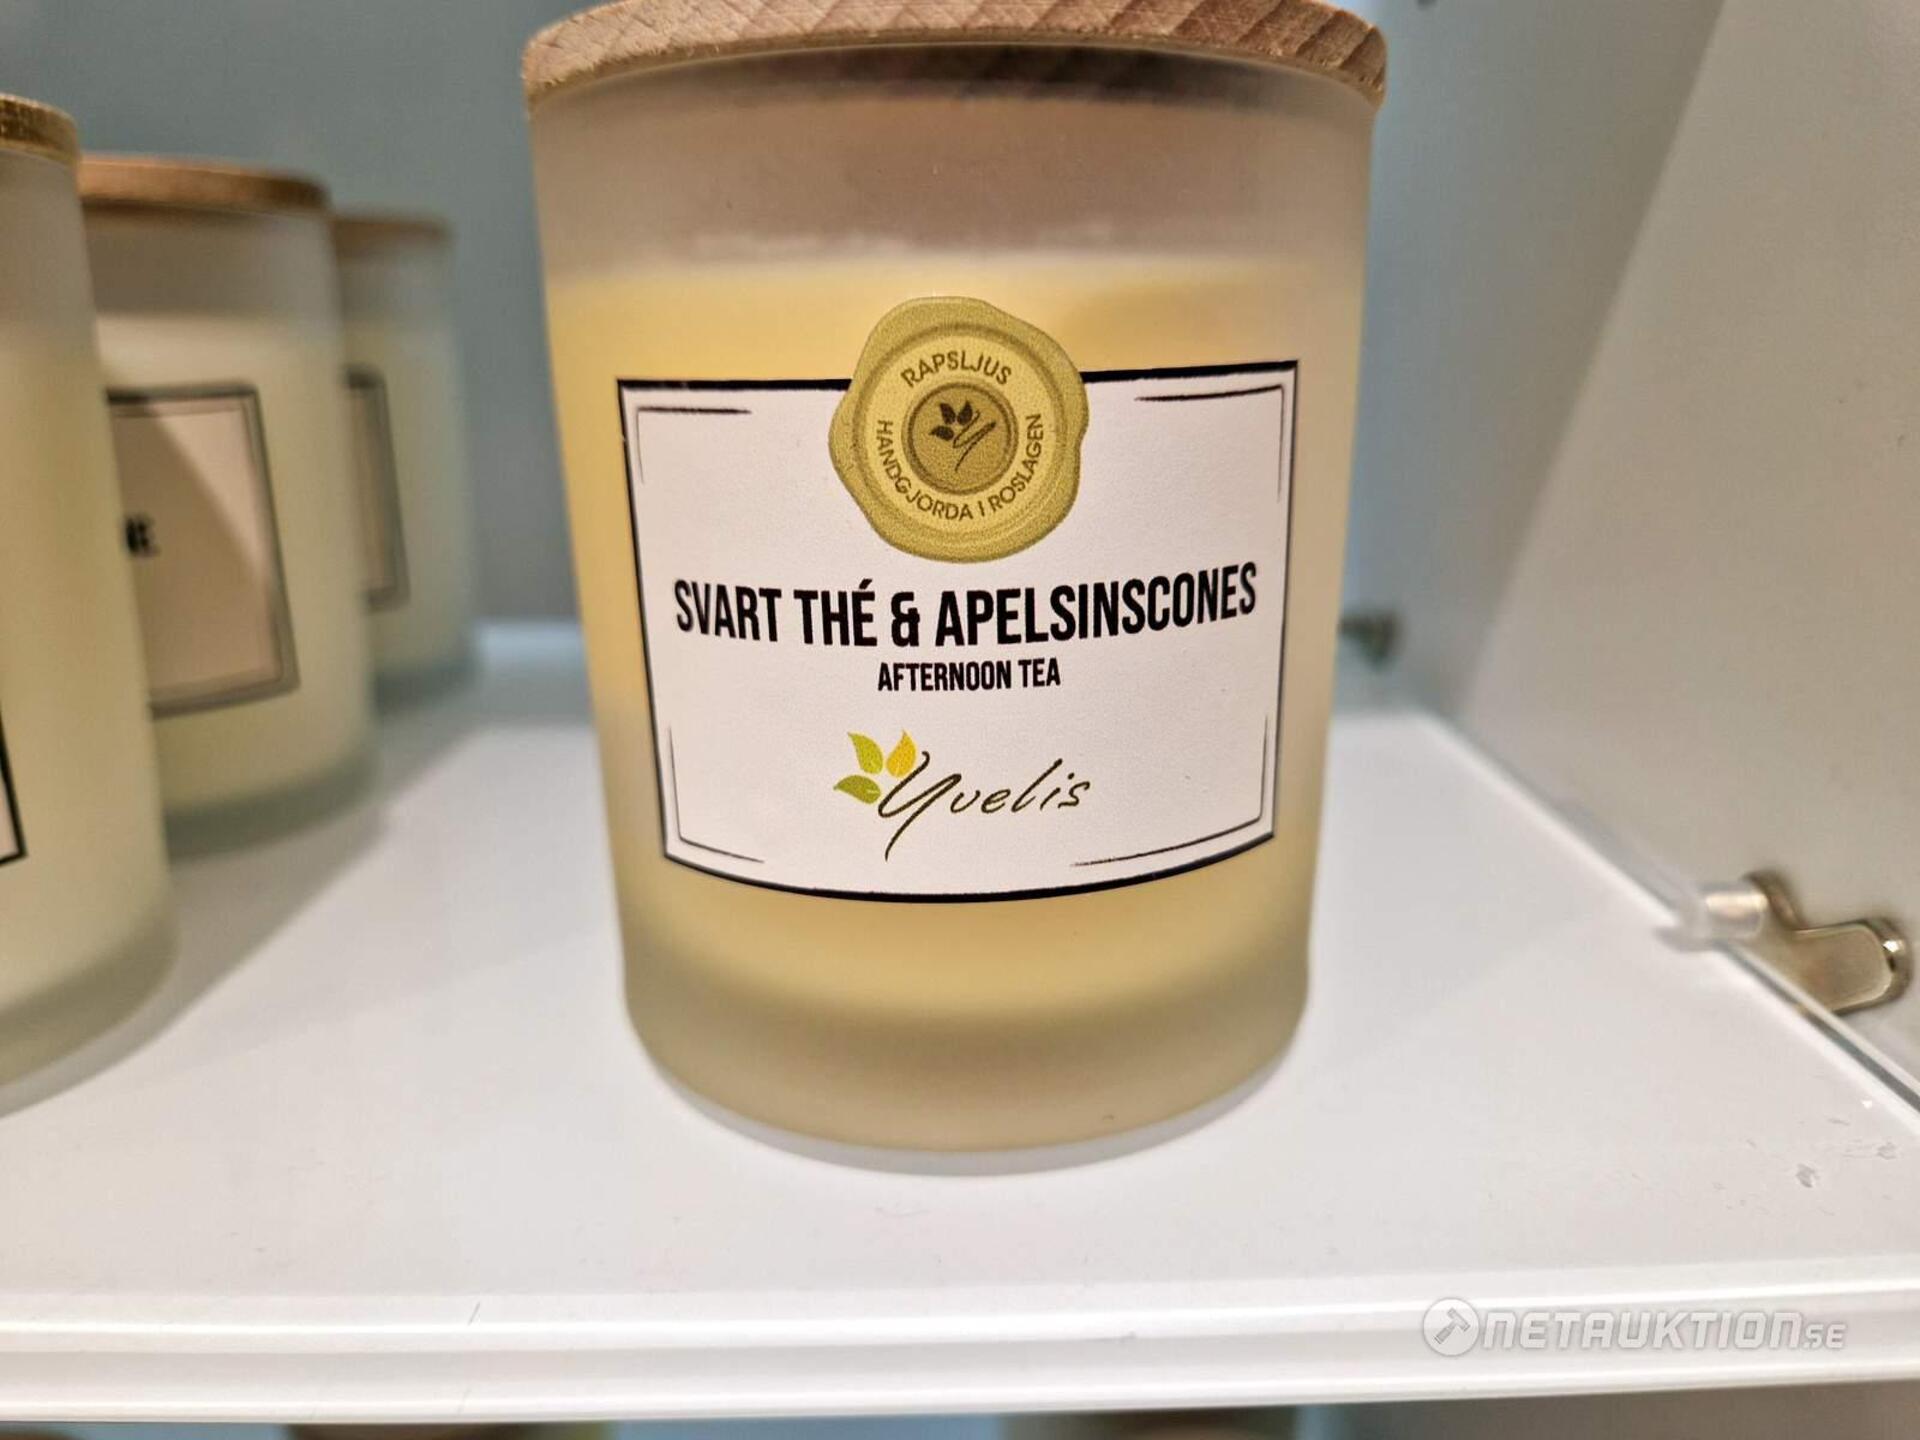 RAPSLJUS
HANDGJORDA I ROSLAGEN
SVART THÉ & APELSINSCONES
AFTERNOON TEA
Yvelis
NETAUKTION.SE